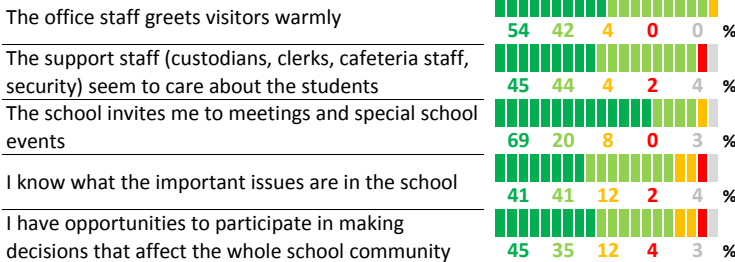 The office staff greets visitors warmly
54 42 4 0 0 %
The support staff (custodians, clerks, cafeteria staff,
security) seem to care about the students
45 44 4 2 4 %
The school invites me to meetings and special school
events
69 20 8 0 3 %
I know what the important issues are in the school
41 41 12 2 4 %
I have opportunities to participate in making
decisions that affect the whole school community
45 35 12 4 3 %